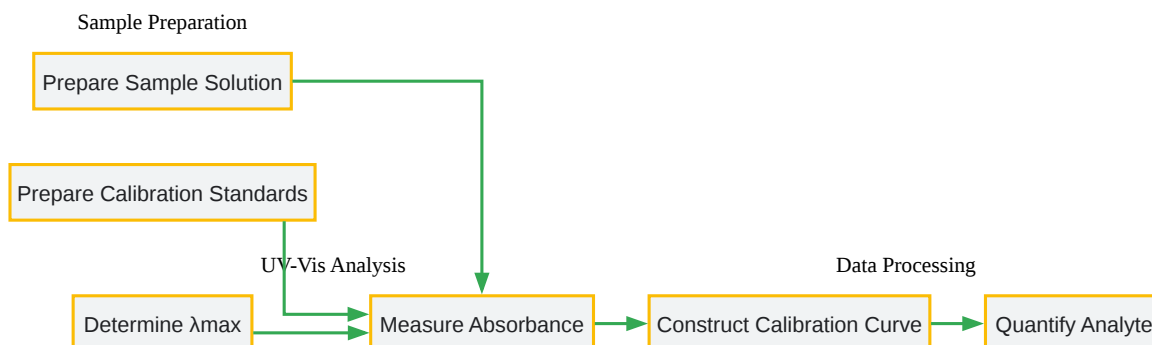 Sample Preparation
Prepare Sample Solution
Prepare Calibration Standards
UV-Vis Analysis
Data Processing
Determine λmax
Measure Absorbance
Construct Calibration Curve
Quantify Analyte